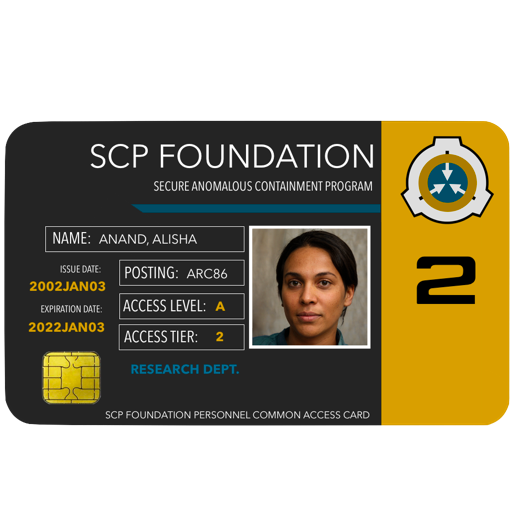 SCP FOUNDATION
SECURE ANOMALOUS CONTAINMENT PROGRAM
NAME: ANAND, ALISHA
ISSUE DATE:
2002JAN03
EXPIRATION DATE:
2022JAN03
POSTING: ARC86
ACCESS LEVEL: A
ACCESS TIER: 2
RESEARCH DEPT.
SCP FOUNDATION PERSONNEL COMMON ACCESS CARD
2